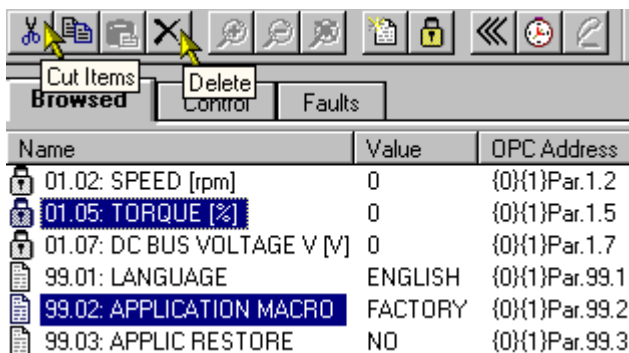 Cut Items
Delete
Browsed Control Faults
Name Value OPC Address
01.02: SPEED [rpm] 0 {0}{1}Par.1.2
01.05: TORQUE [%] 0 {0}{1}Par.1.5
01.07: DC BUS VOLTAGE V [V] 0 {0}{1}Par.1.7
99.01: LANGUAGE ENGLISH {0}{1}Par.99.1
99.02: APPLICATION MACRO FACTORY {0}{1}Par.99.2
99.03: APPLIC RESTORE NO {0}{1}Par.99.3